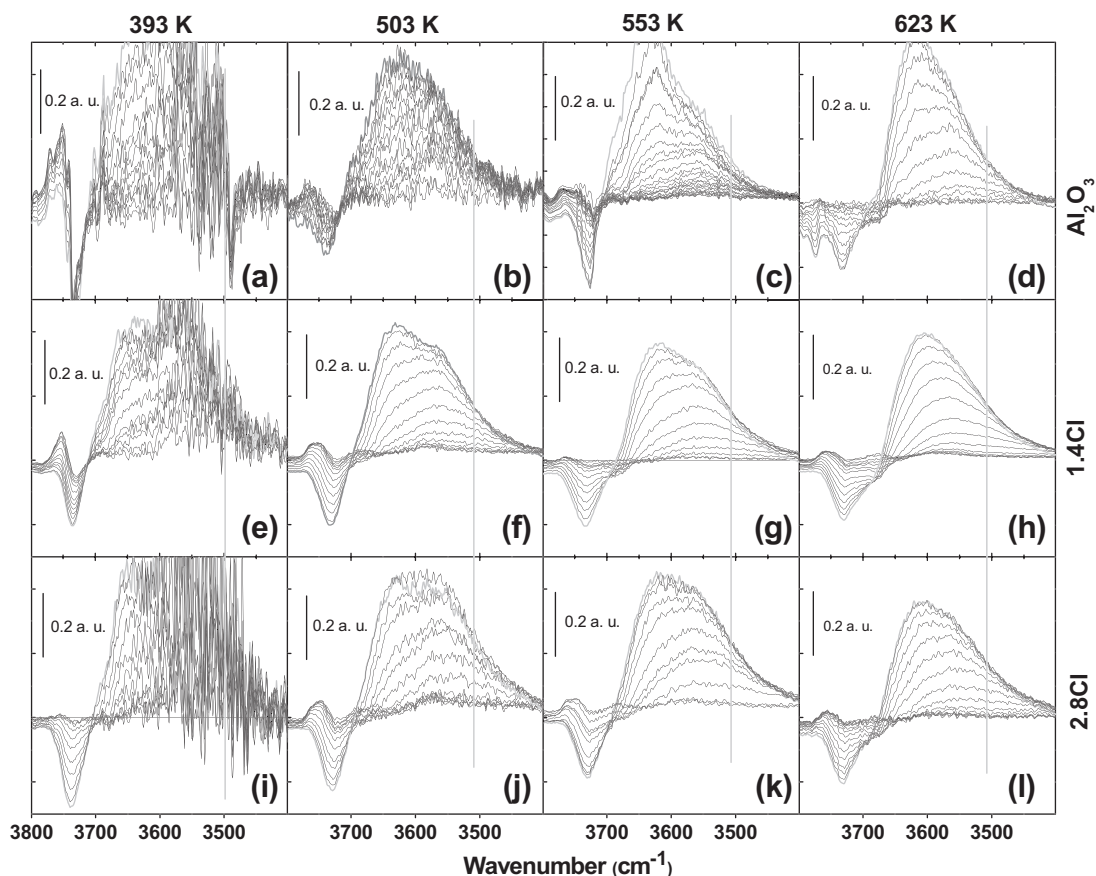 393 K 503 K 553 K 623 K
0.2 a. u. 0.2 a. u. 0.2 a. u. 0.2 a. u.
(a) (b) (c) (d)
Al₂O₃
0.2 a. u. 0.2 a. u. 0.2 a. u. 0.2 a. u.
(e) (f) (g) (h)
1.4Cl
0.2 a. u. 0.2 a. u. 0.2 a. u. 0.2 a. u.
(i) (j) (k) (l)
2.8Cl
3800 3700 3600 3500 3700 3600 3500 3700 3600 3500 3700 3600 3500
Wavenumber (cm⁻¹)